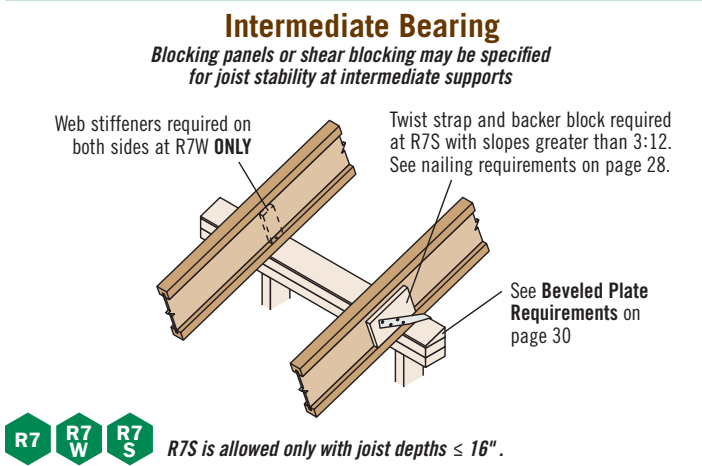 Intermediate Bearing
Blocking panels or shear blocking may be specified
for joist stability at intermediate supports
Web stiffeners required on
both sides at R7W ONLY
Twist strap and backer block required
at R7S with slopes greater than 3:12.
See nailing requirements on page 28.
See Beveled Plate
Requirements on
page 30
R7
R7
W
R7
S
R7S is allowed only with joist depths ≤ 16" .